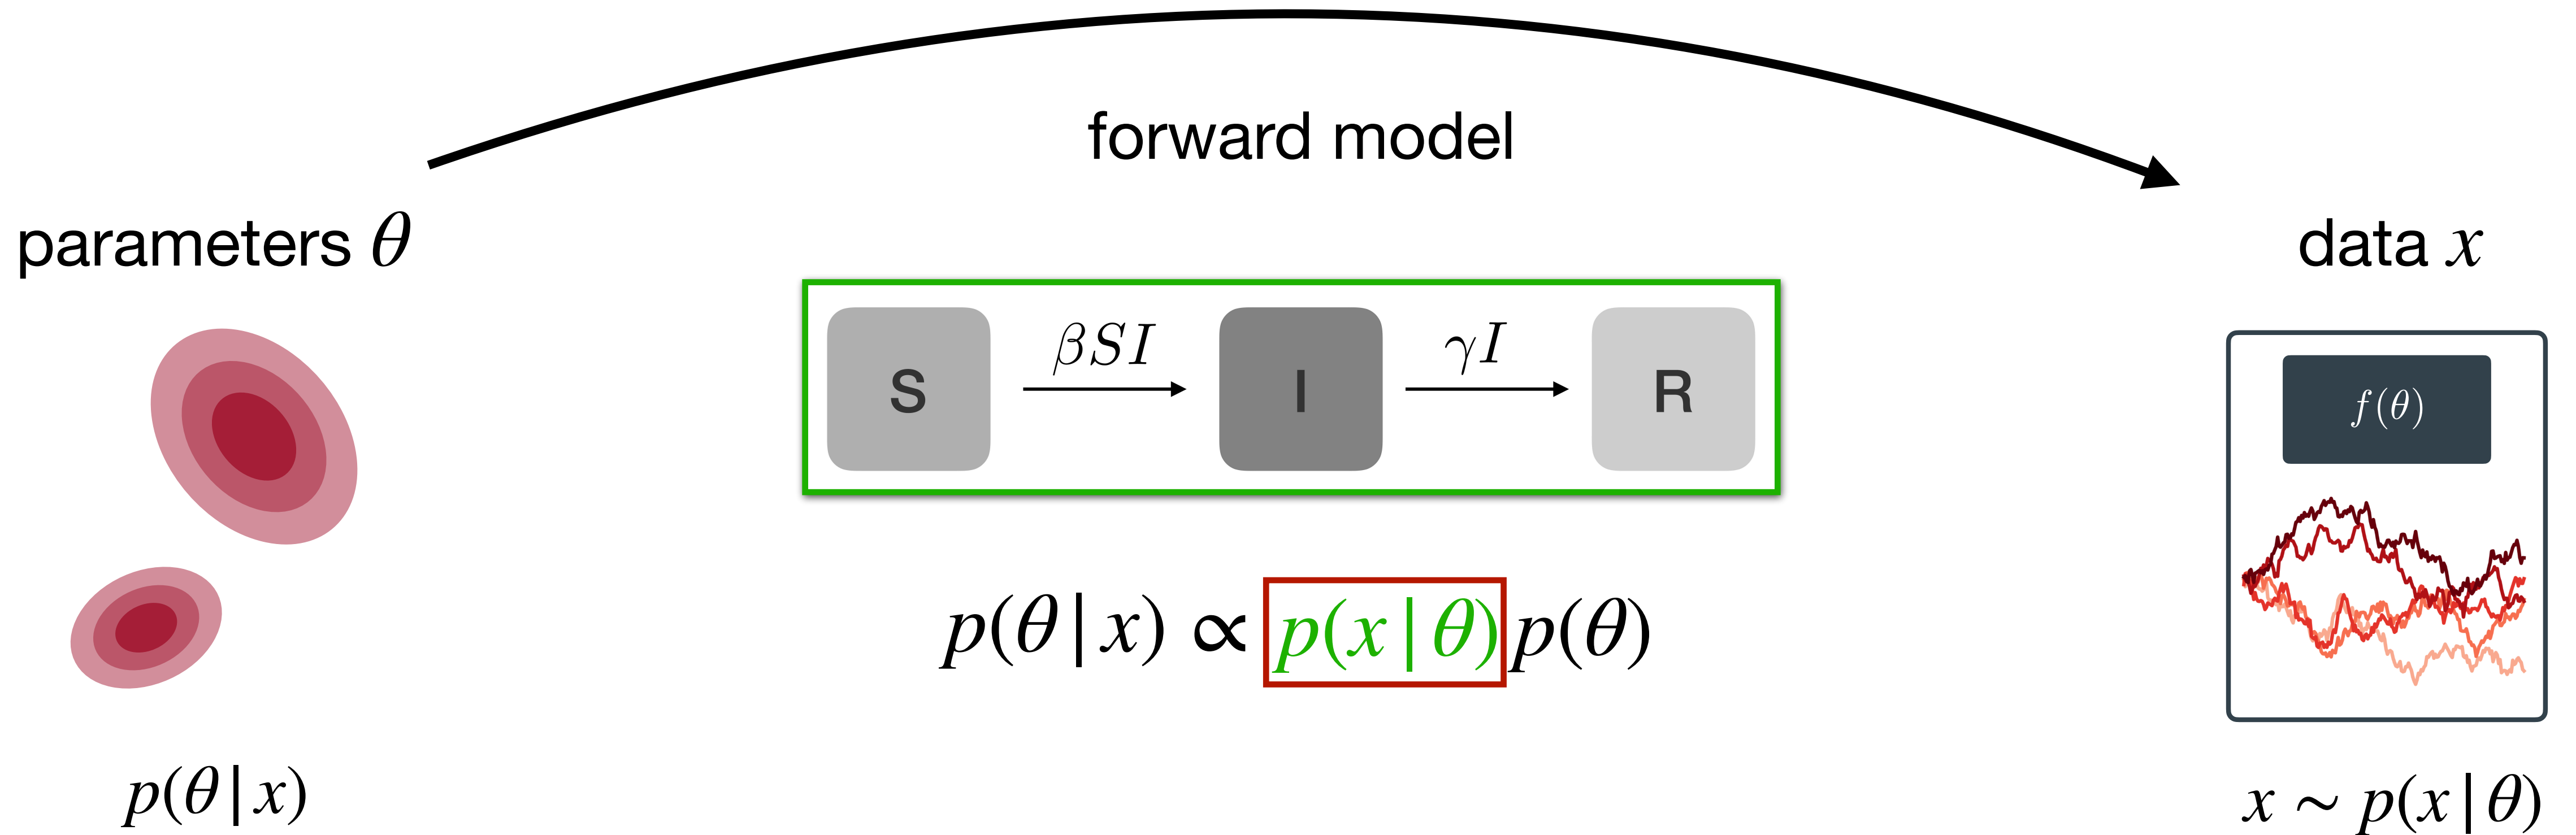 forward model
parameters θ
data x
S
βSI
I
γI
R
f(θ)
p(θ|x) ∝ p(x|θ)p(θ)
p(θ|x)
x ~ p(x|θ)